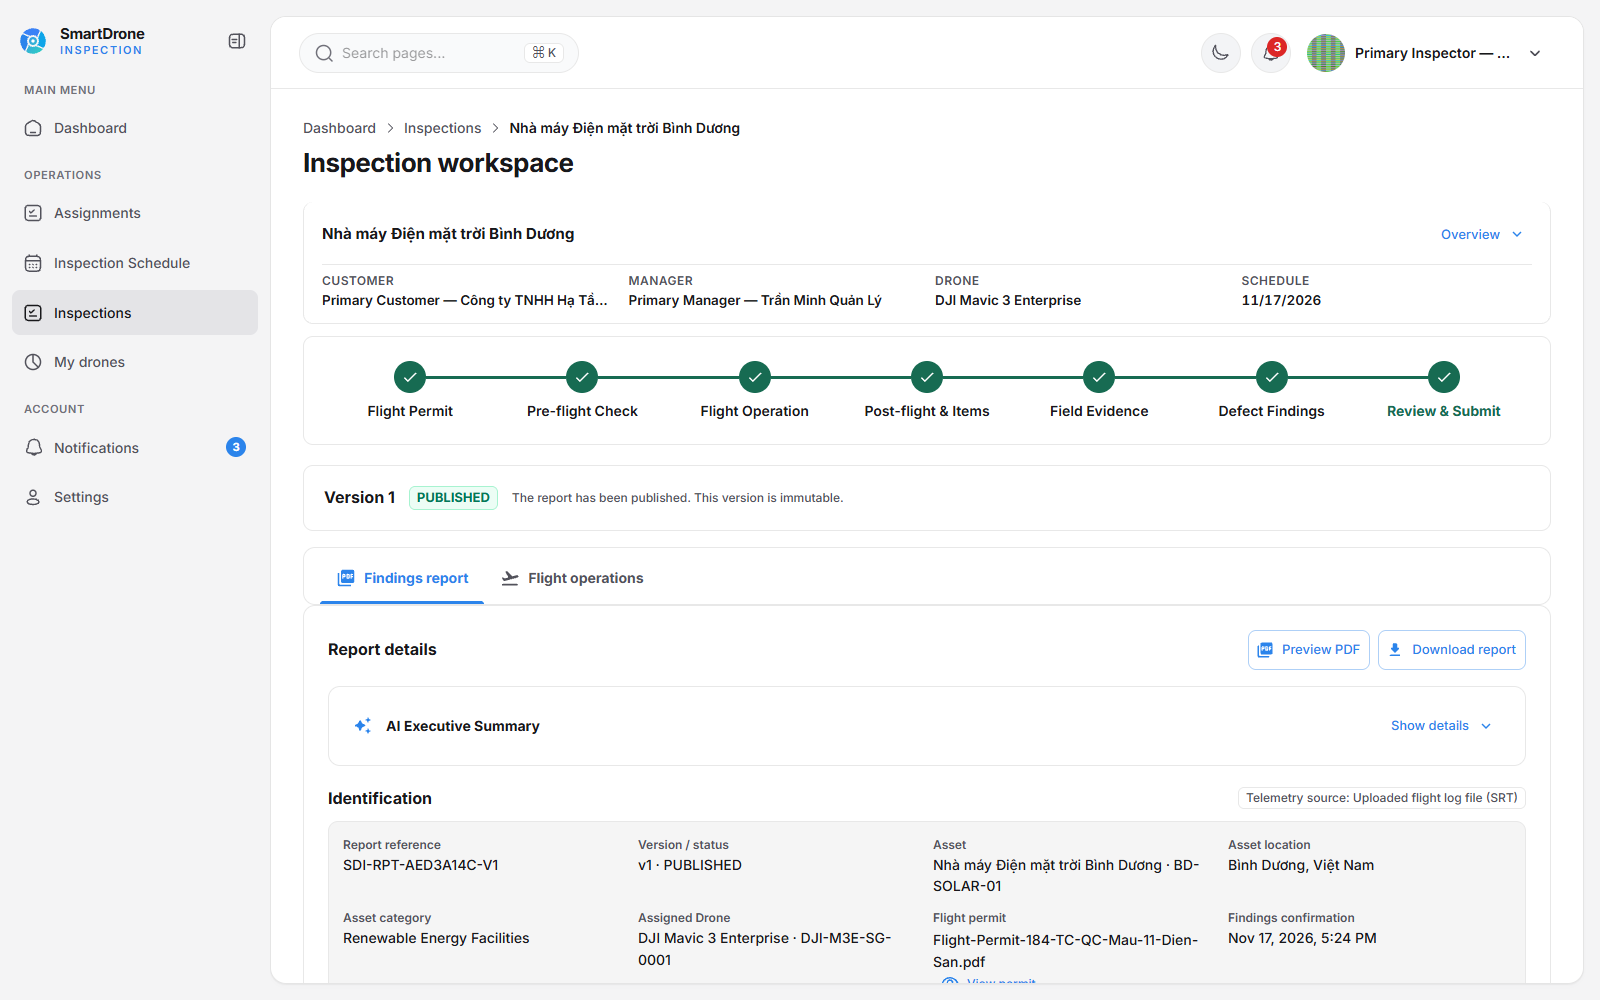 SmartDrone
INSPECTION
MAIN MENU
Dashboard
OPERATIONS
Assignments
Inspection Schedule
Inspections
My drones
ACCOUNT
Notifications
3
Settings
Search pages...
⌘ K
3
Primary Inspector — ...
Dashboard > Inspections > Nhà máy Điện mặt trời Bình Dương
Inspection workspace
Nhà máy Điện mặt trời Bình Dương
Overview
CUSTOMER
Primary Customer — Công ty TNHH Hạ Tầ...
MANAGER
Primary Manager — Trần Minh Quản Lý
DRONE
DJI Mavic 3 Enterprise
SCHEDULE
11/17/2026
Flight Permit
Pre-flight Check
Flight Operation
Post-flight & Items
Field Evidence
Defect Findings
Review & Submit
Version 1 PUBLISHED The report has been published. This version is immutable.
Findings report
Flight operations
Report details
Preview PDF
Download report
AI Executive Summary
Show details
Identification
Telemetry source: Uploaded flight log file (SRT)
Report reference
SDI-RPT-AED3A14C-V1
Version / status
v1 · PUBLISHED
Asset
Nhà máy Điện mặt trời Bình Dương · BD-
SOLAR-01
Asset location
Bình Dương, Việt Nam
Asset category
Renewable Energy Facilities
Assigned Drone
DJI Mavic 3 Enterprise · DJI-M3E-SG-
0001
Flight permit
Flight-Permit-184-TC-QC-Mau-11-Dien-
San.pdf
View permit
Findings confirmation
Nov 17, 2026, 5:24 PM